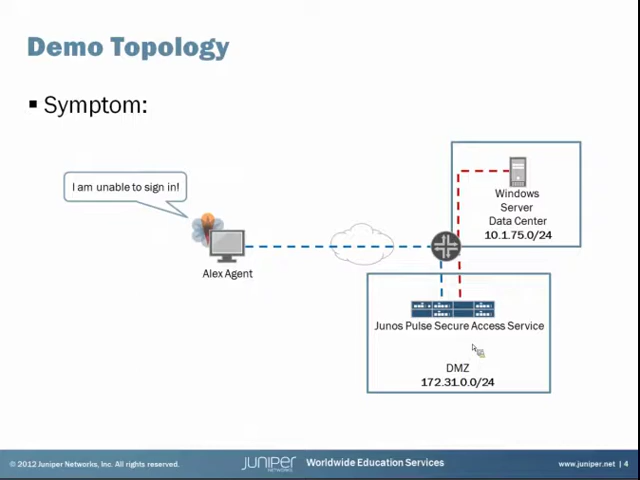 Demo Topology
▪ Symptom:
I am unable to sign in!
Alex Agent
Windows
Server
Data Center
10.1.75.0/24
Junos Pulse Secure Access Service
DMZ
172.31.0.0/24
© 2012 Juniper Networks, Inc. All rights reserved.
JUNIPER
NETWORKS
Worldwide Education Services
www.juniper.net | 4